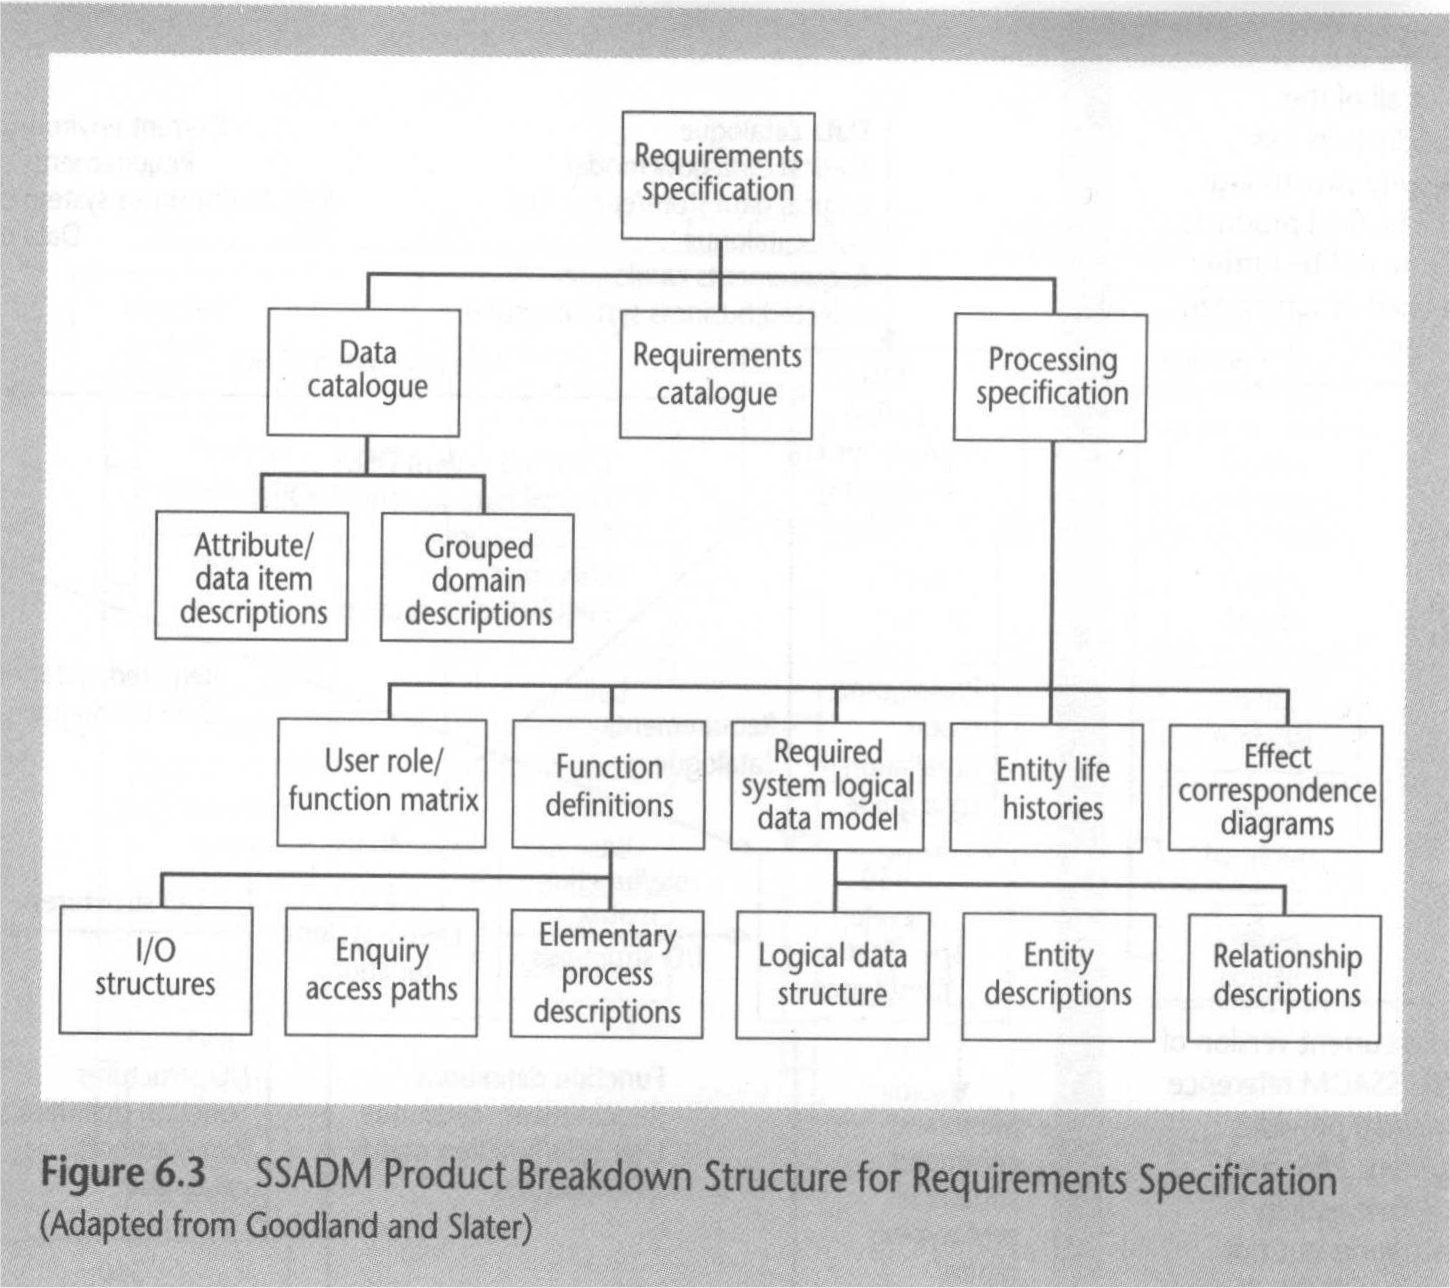 Requirements
specification
Data
catalogue
Requirements
catalogue
Processing
specification
Attribute/
data item
descriptions
Grouped
domain
descriptions
User role/
function matrix
Function
definitions
Required
system logical
data model
Entity life
histories
Effect
correspondence
diagrams
I/O
structures
Enquiry
access paths
Elementary
process
descriptions
Logical data
structure
Entity
descriptions
Relationship
descriptions
Figure 6.3 SSADM Product Breakdown Structure for Requirements Specification
(Adapted from Goodland and Slater)